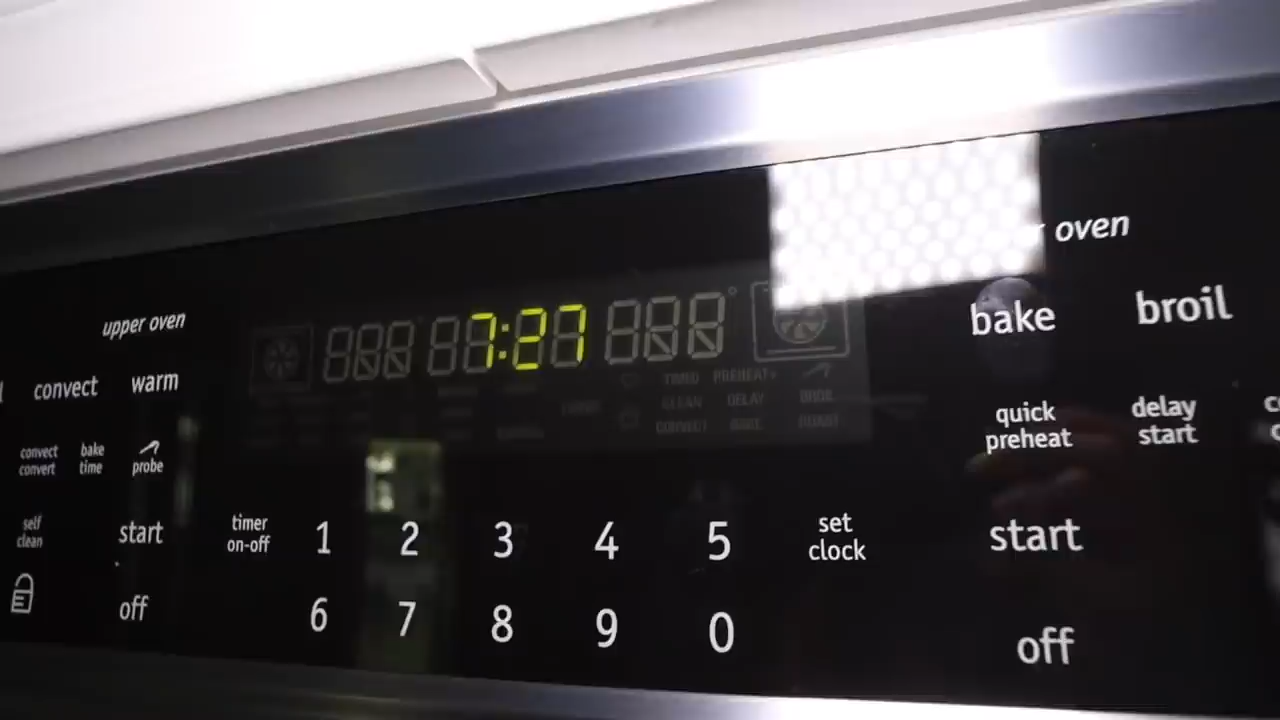 upper oven
oven
convect
warm
7:27
bake
broil
convect
convert
bake
time
probe
TIMED
PREHEAT
CLEAN
DELAY
BROIL
CONVECT
BAKE
quick
preheat
delay
start
self
clean
start
timer
on-off
1 2 3 4 5
set
clock
start
off
6 7 8 9 0
off